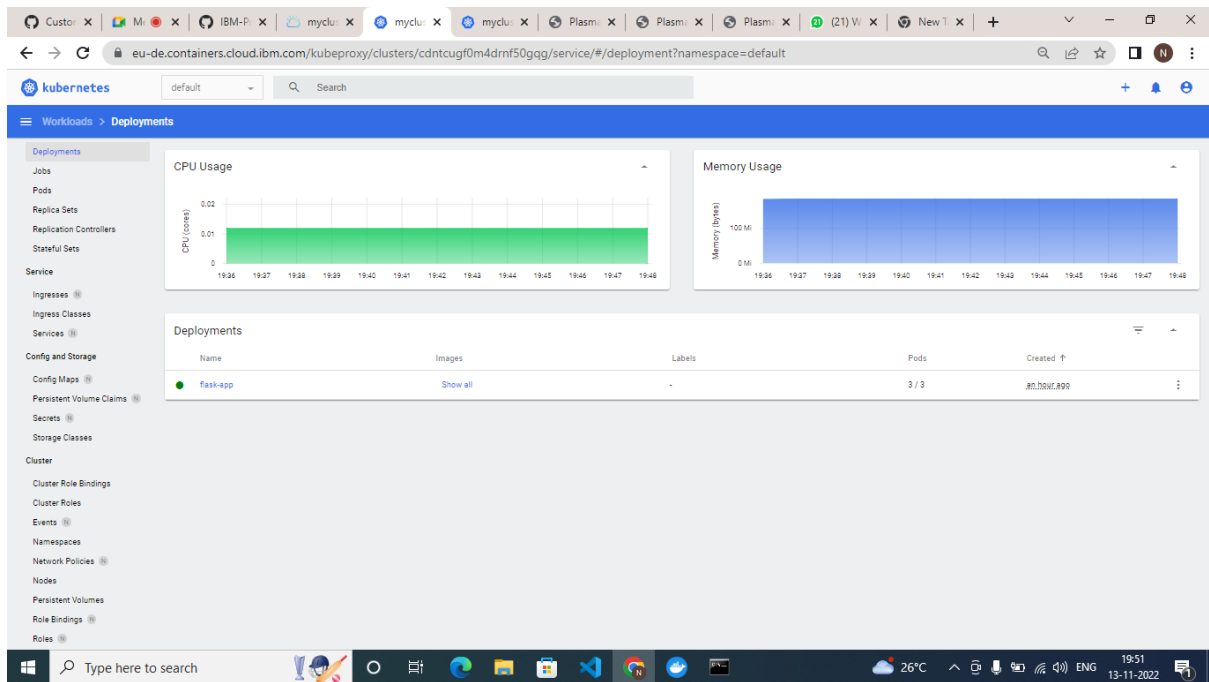 Custor
Me
IBM-P
myclus
myclus
myclus
Plasma
Plasma
Plasma
(21) W
New T
eu-de.containers.cloud.ibm.com/kubeproxy/clusters/cdntcugf0m4drnf50gqg/service/#/deployment?namespace=default
N
kubernetes
default
Search
Workloads > Deployments
Deployments
Jobs
Pods
Replica Sets
Replication Controllers
Stateful Sets
Service
Ingresses N
Ingress Classes
Services N
Config and Storage
Config Maps N
Persistent Volume Claims N
Secrets N
Storage Classes
Cluster
Cluster Role Bindings
Cluster Roles
Events N
Namespaces
Network Policies N
Nodes
Persistent Volumes
Role Bindings N
Roles N
CPU Usage
CPU (cores)
0.02
0.01
0
19:36 19:37 19:38 19:39 19:40 19:41 19:42 19:43 19:44 19:45 19:46 19:47 19:48
Memory Usage
Memory (bytes)
100 Mi
0 Mi
19:36 19:37 19:38 19:39 19:40 19:41 19:42 19:43 19:44 19:45 19:46 19:47 19:48
Deployments
Name Images Labels Pods Created ↑
flask-app Show all - 3 / 3 an hour ago
Type here to search
26°C
ENG
19:51
13-11-2022
1